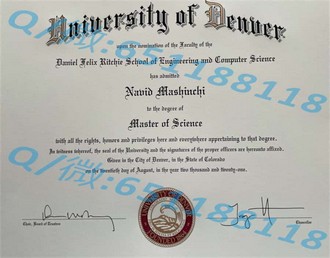 University of Denver
upon the nomination of the Faculty of the
Daniel Felix Ritchie School of Engineering and Computer Science
has admitted
Navid Mashinchi
to the degree of
Master of Science
with all the rights, honors and privileges here and everywhere appertaining to that degree.
In witness whereof, the seal of the University and the signatures of the proper officers are hereunto affixed.
Given in the City of Denver, in the State of Colorado
on the twentieth day of August, in the year two thousand and twenty-one.
Chair, Board of Trustees
Chancellor
Q/微:651188118
Q/微:651188118